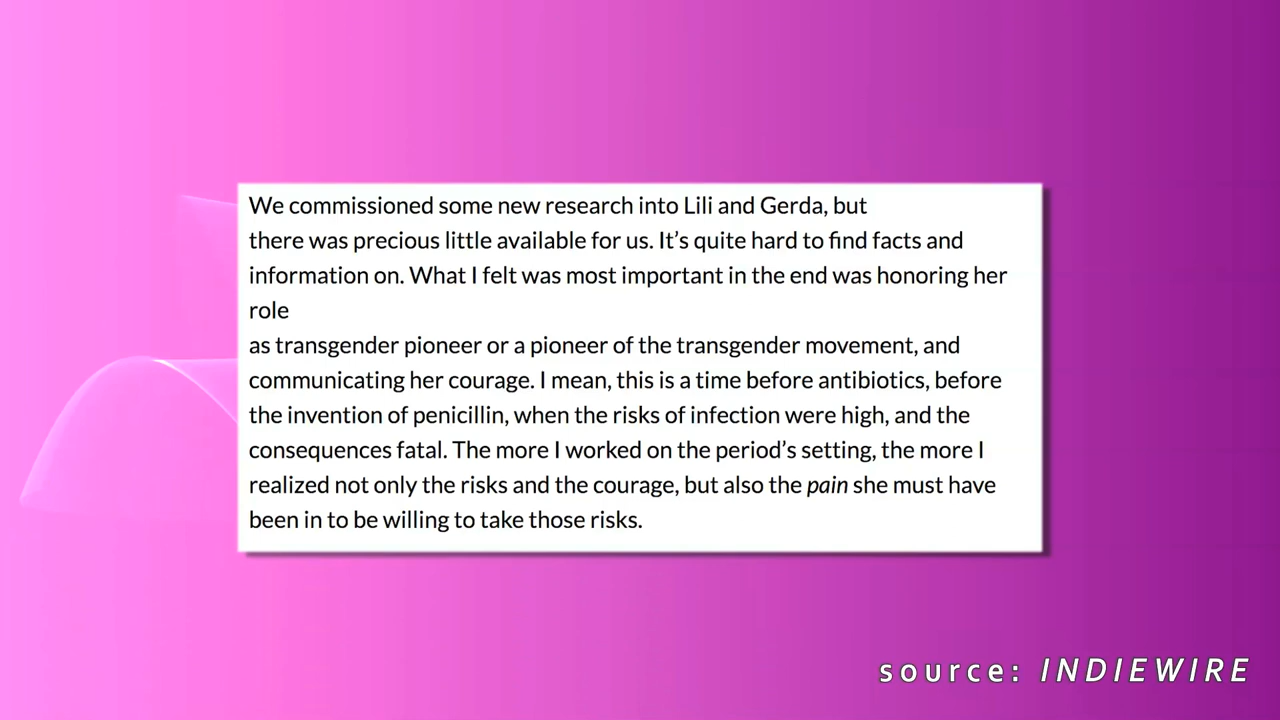 We commissioned some new research into Lili and Gerda, but
there was precious little available for us. It’s quite hard to find facts and
information on. What I felt was most important in the end was honoring her
role
as transgender pioneer or a pioneer of the transgender movement, and
communicating her courage. I mean, this is a time before antibiotics, before
the invention of penicillin, when the risks of infection were high, and the
consequences fatal. The more I worked on the period’s setting, the more I
realized not only the risks and the courage, but also the pain she must have
been in to be willing to take those risks.
source: INDIEWIRE